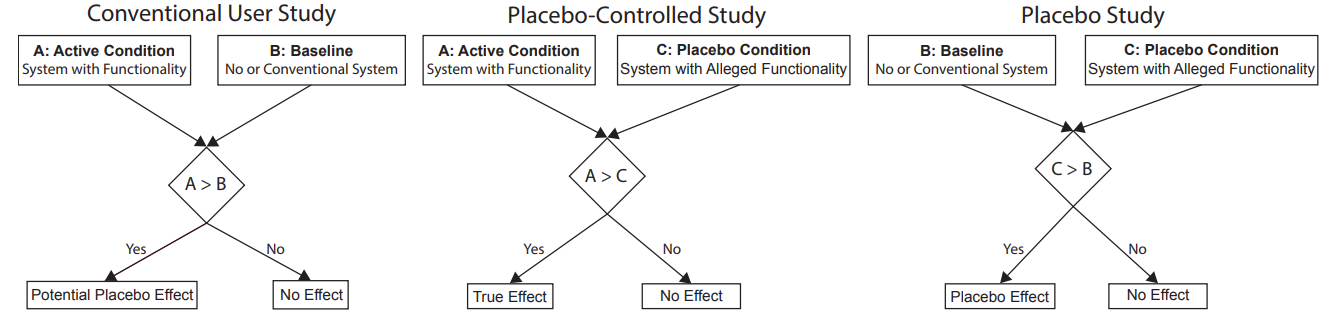 Conventional User Study
A: Active Condition
System with Functionality
B: Baseline
No or Conventional System
A > B
Yes
No
Potential Placebo Effect
No Effect
Placebo-Controlled Study
A: Active Condition
System with Functionality
C: Placebo Condition
System with Alleged Functionality
A > C
Yes
No
True Effect
No Effect
Placebo Study
B: Baseline
No or Conventional System
C: Placebo Condition
System with Alleged Functionality
C > B
Yes
No
Placebo Effect
No Effect